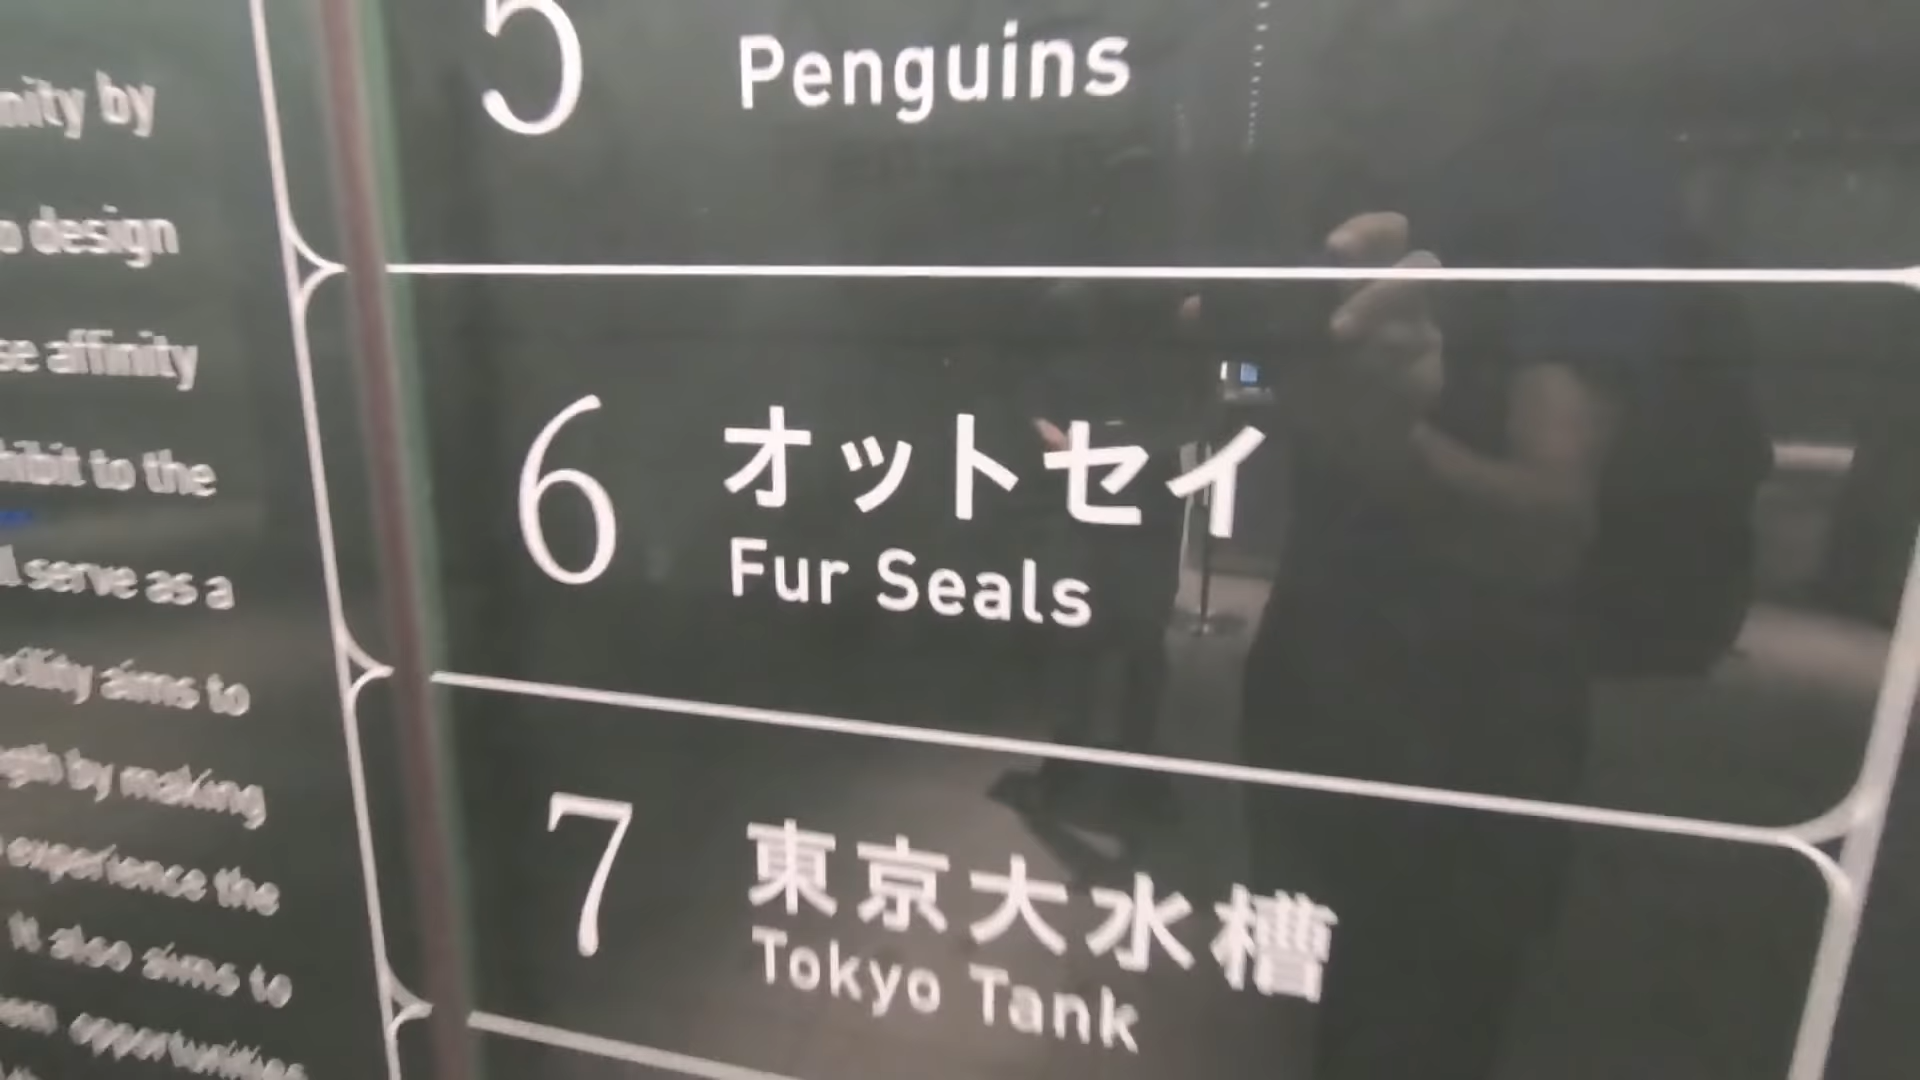 nity by
design
affinity
to the
serve as a
aims to
by making
experience the
It also aims to
opportunities
5
Penguins
6
オットセイ
Fur Seals
7
東京大水槽
Tokyo Tank